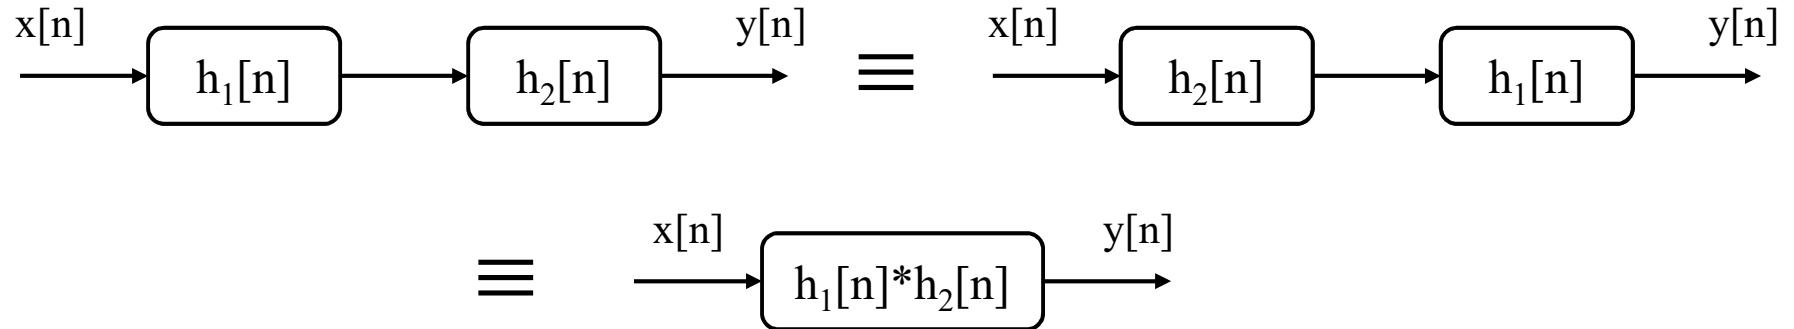 x[n] h₁[n] h₂[n] y[n] ≡ x[n] h₂[n] h₁[n] y[n]
≡ x[n] h₁[n]*h₂[n] y[n]